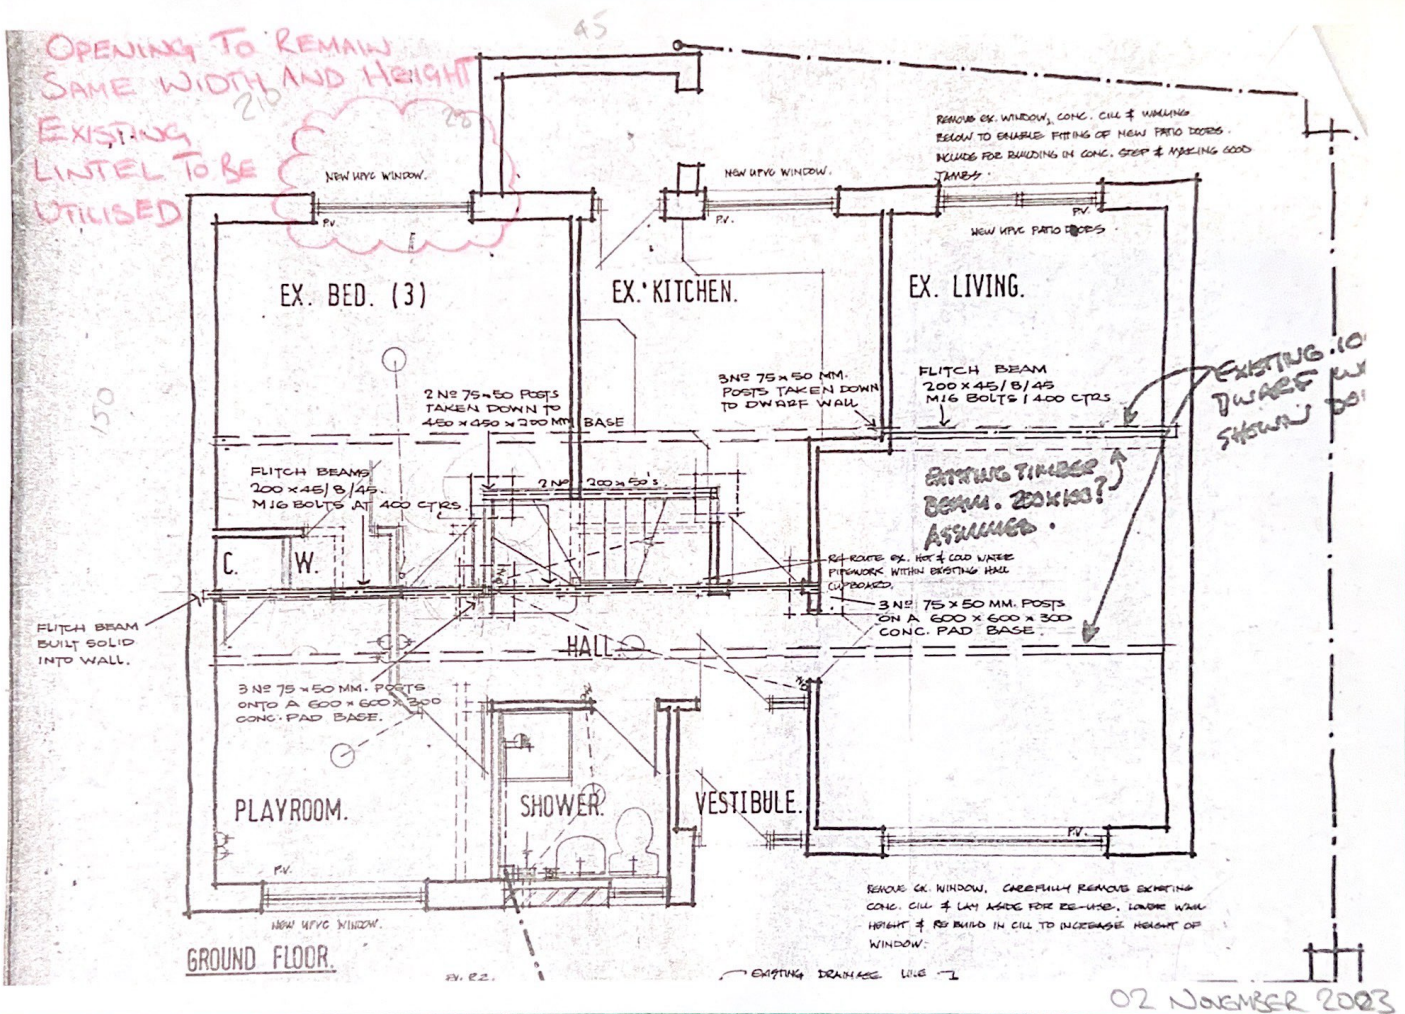 45
OPENING TO REMAIN
SAME WIDTH AND HEIGHT
210
28
EXISTING
LINTEL TO BE
UTILISED
NEW UPVC WINDOW.
P.V.
NEW UPVC WINDOW.
P.V.
REMOVE EX. WINDOW, CONC. CILL & WALLING
BELOW TO ENABLE FITTING OF NEW PATIO DOORS.
INCLUDE FOR BUILDING IN CONC. STEP & MAKING GOOD
JAMBS.
P.V.
NEW UPVC PATIO DOORS.
EX. BED. (3)
EX. KITCHEN.
EX. LIVING.
150
2 Nº 75 x 50 POSTS
TAKEN DOWN TO
450 x 450 x 200 MM BASE
3 Nº 75 x 50 MM.
POSTS TAKEN DOWN
TO DWARF WALL
FLITCH BEAM
200 x 45/8/45
M16 BOLTS / 400 CTRS
EXISTING
DWARF
SHOWN
FLITCH BEAMS
200 x 45/8/45.
M16 BOLTS AT 400 CTRS.
2 Nº 200 x 50's
EXISTING TIMBER
BEAM. 200x100?
ASSUMED.
C.
W.
RE-ROUTE EX. HOT & COLD WATER
PIPEWORK WITHIN EXISTING HALL
CUPBOARD.
3 Nº 75 x 50 MM. POSTS
ON A 600 x 600 x 300
CONC. PAD BASE.
FLITCH BEAM
BUILT SOLID
INTO WALL.
HALL.
3 Nº 75 x 50 MM. POSTS
ONTO A 600 x 600 x 300
CONC. PAD BASE.
PLAYROOM.
SHOWER.
VESTIBULE.
P.V.
P.V.
NEW UPVC WINDOW.
REMOVE EX. WINDOW. CAREFULLY REMOVE EXISTING
CONC. CILL & LAY ASIDE FOR RE-USE. LOWER WALL
HEIGHT & RE BUILD IN CILL TO INCREASE HEIGHT OF
WINDOW.
GROUND FLOOR.
EXISTING DRAINAGE LINE
02 NOVEMBER 2023